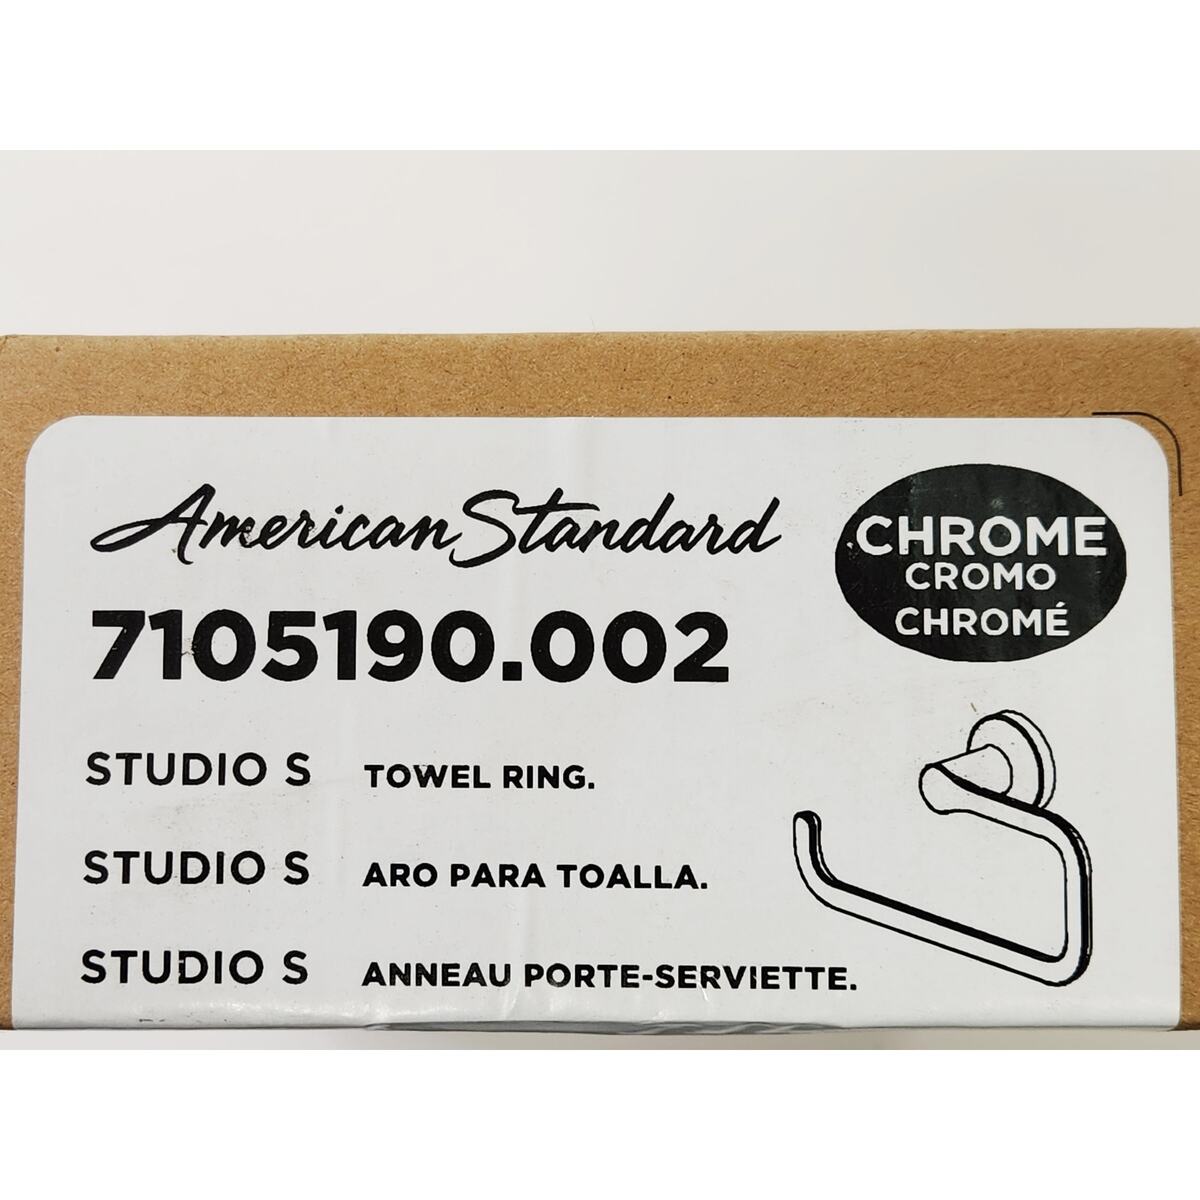 American Standard
CHROME
CROMO
CHROMÉ
7105190.002
STUDIO S TOWEL RING.
STUDIO S ARO PARA TOALLA.
STUDIO S ANNEAU PORTE-SERVIETTE.